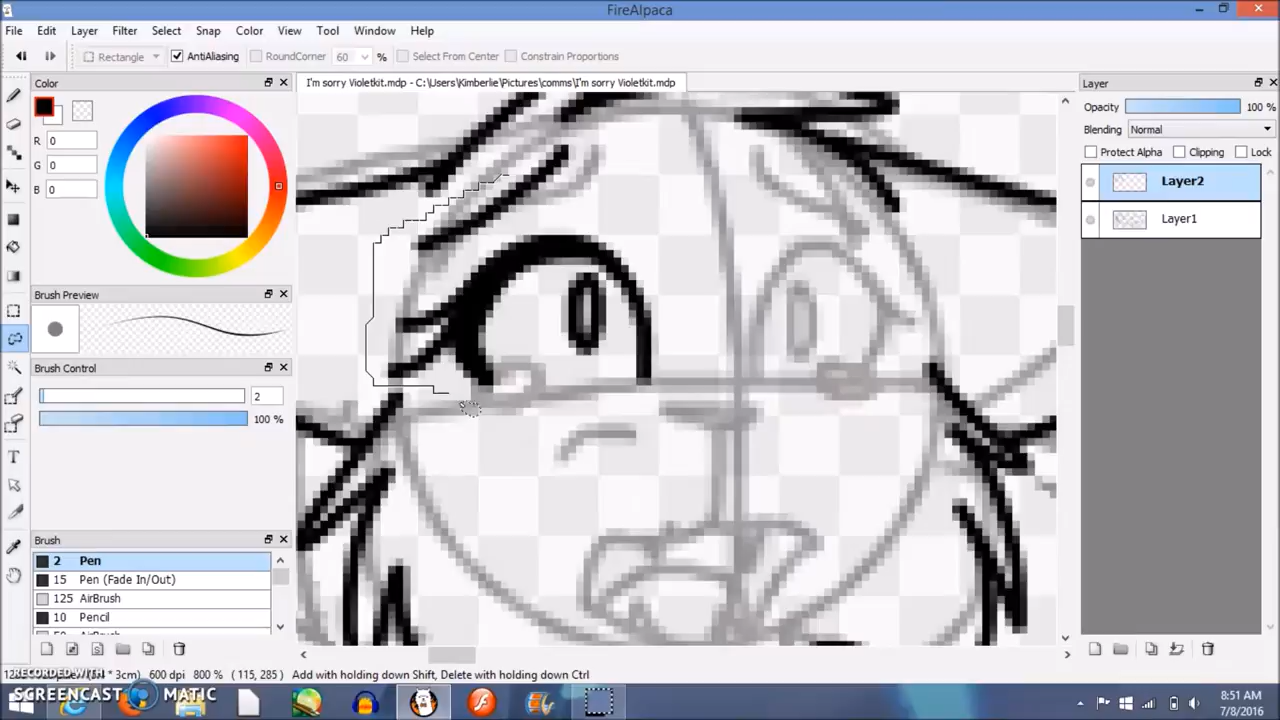 FireAlpaca
File Edit Layer Filter Select Snap Color View Tool Window Help
Rectangle AntiAliasing RoundCorner 60 % Select From Center Constrain Proportions
Color
I'm sorry Violetkit.mdp - C:\Users\Kimberlie\Pictures\comms\I'm sorry Violetkit.mdp
Layer
R 0
G 0
B 0
Opacity 100 %
Blending Normal
Protect Alpha Clipping Lock
Layer2
Layer1
Brush Preview
Brush Control
2
100 %
Brush
2 Pen
15 Pen (Fade In/Out)
125 AirBrush
10 Pencil
* 3cm) 600 dpi 800 % ( 115, 285) Add with holding down Shift, Delete with holding down Ctrl
RECORDED WITH
SCREENCAST MATIC
8:51 AM
7/8/2016